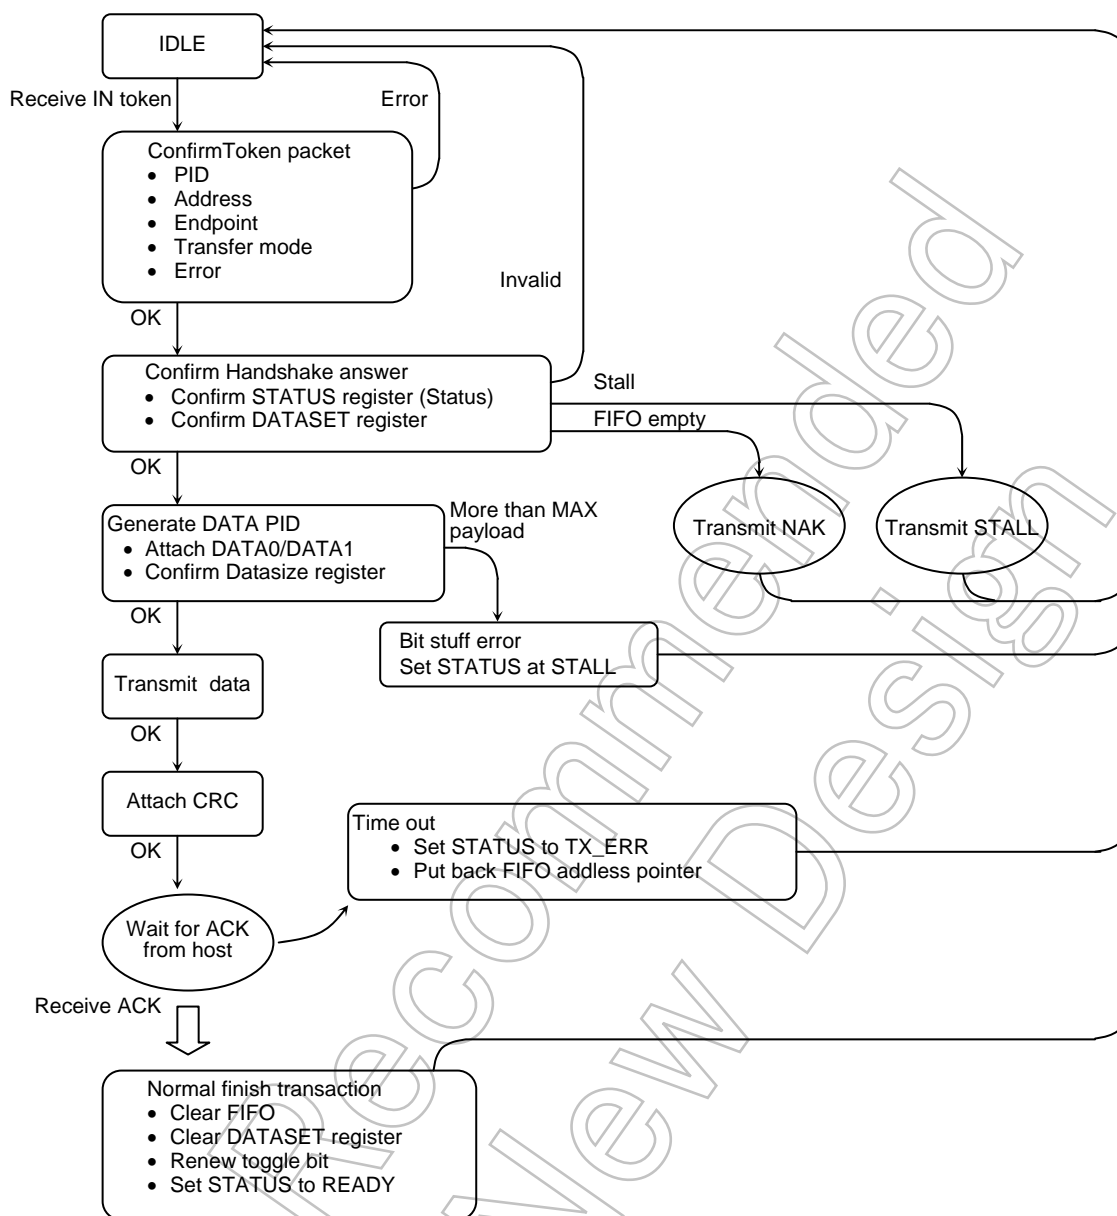 IDLE
Receive IN token
Error
ConfirmToken packet
• PID
• Address
• Endpoint
• Transfer mode
• Error
Invalid
OK
Confirm Handshake answer
• Confirm STATUS register (Status)
• Confirm DATASET register
Stall
FIFO empty
OK
Transmit NAK
Transmit STALL
Generate DATA PID
• Attach DATA0/DATA1
• Confirm Datasize register
More than MAX
payload
OK
Bit stuff error
Set STATUS at STALL
Transmit data
OK
Attach CRC
OK
Time out
• Set STATUS to TX_ERR
• Put back FIFO addless pointer
Wait for ACK
from host
Receive ACK
Normal finish transaction
• Clear FIFO
• Clear DATASET register
• Renew toggle bit
• Set STATUS to READY
Recommended
New Design